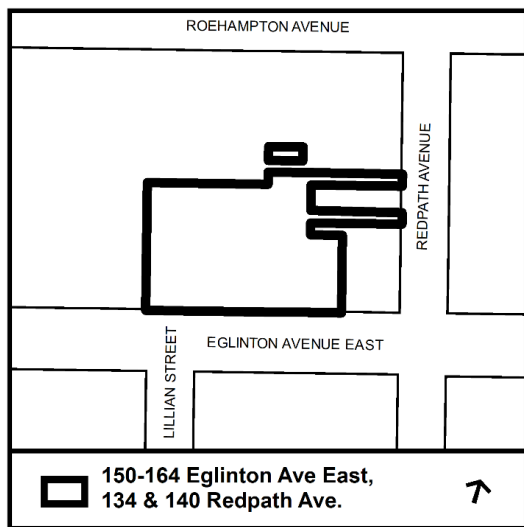 ROEHAMPTON AVENUE
REDPATH AVENUE
EGLINTON AVENUE EAST
LILLIAN STREET
150-164 Eglinton Ave East,
134 & 140 Redpath Ave.